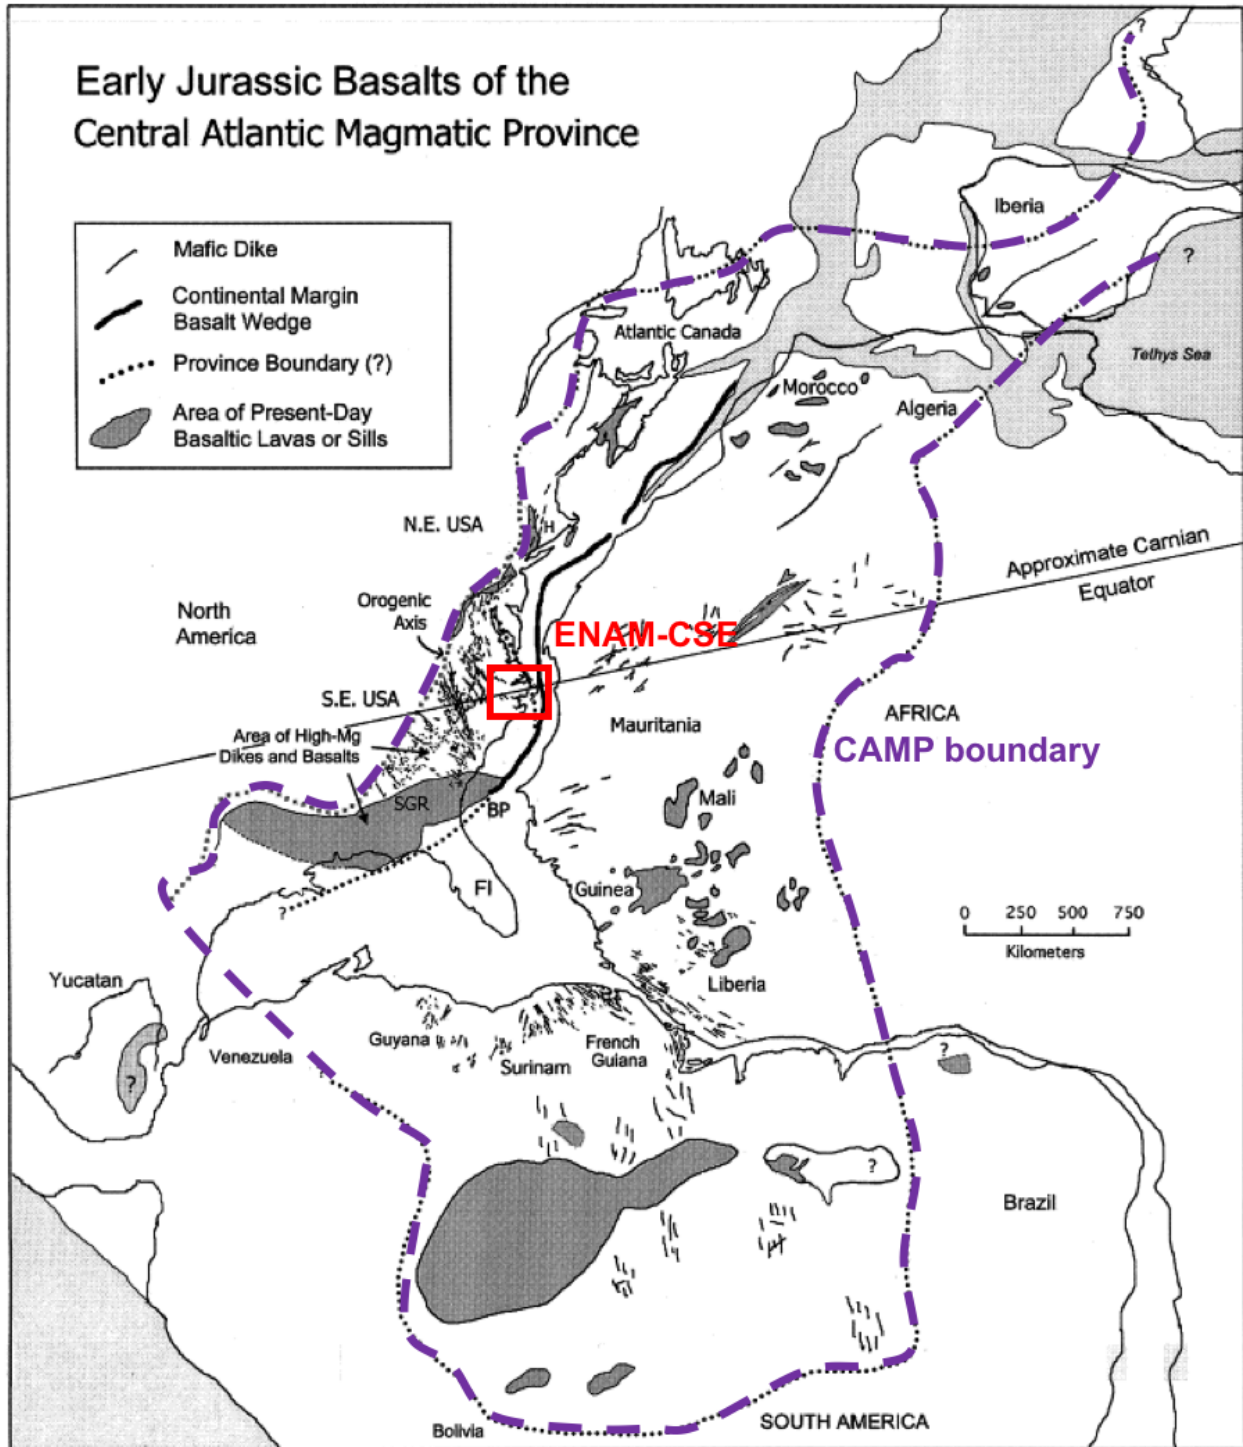 Early Jurassic Basalts of the
Central Atlantic Magmatic Province
Mafic Dike
Continental Margin
Basalt Wedge
Province Boundary (?)
Area of Present-Day
Basaltic Lavas or Sills
?
Iberia
?
Atlantic Canada
Tethys Sea
Morocco
Algeria
N.E. USA
H
Approximate Carnian
Equator
North
America
Orogenic
Axis
ENAM-CSE
S.E. USA
Mauritania
AFRICA
CAMP boundary
Area of High-Mg
Dikes and Basalts
SGR
BP
Mali
FI
Guinea
?
0 250 500 750
Kilometers
Yucatan
Liberia
Guyana
French
Guiana
Surinam
Venezuela
?
?
?
?
Brazil
SOUTH AMERICA
Bolivia